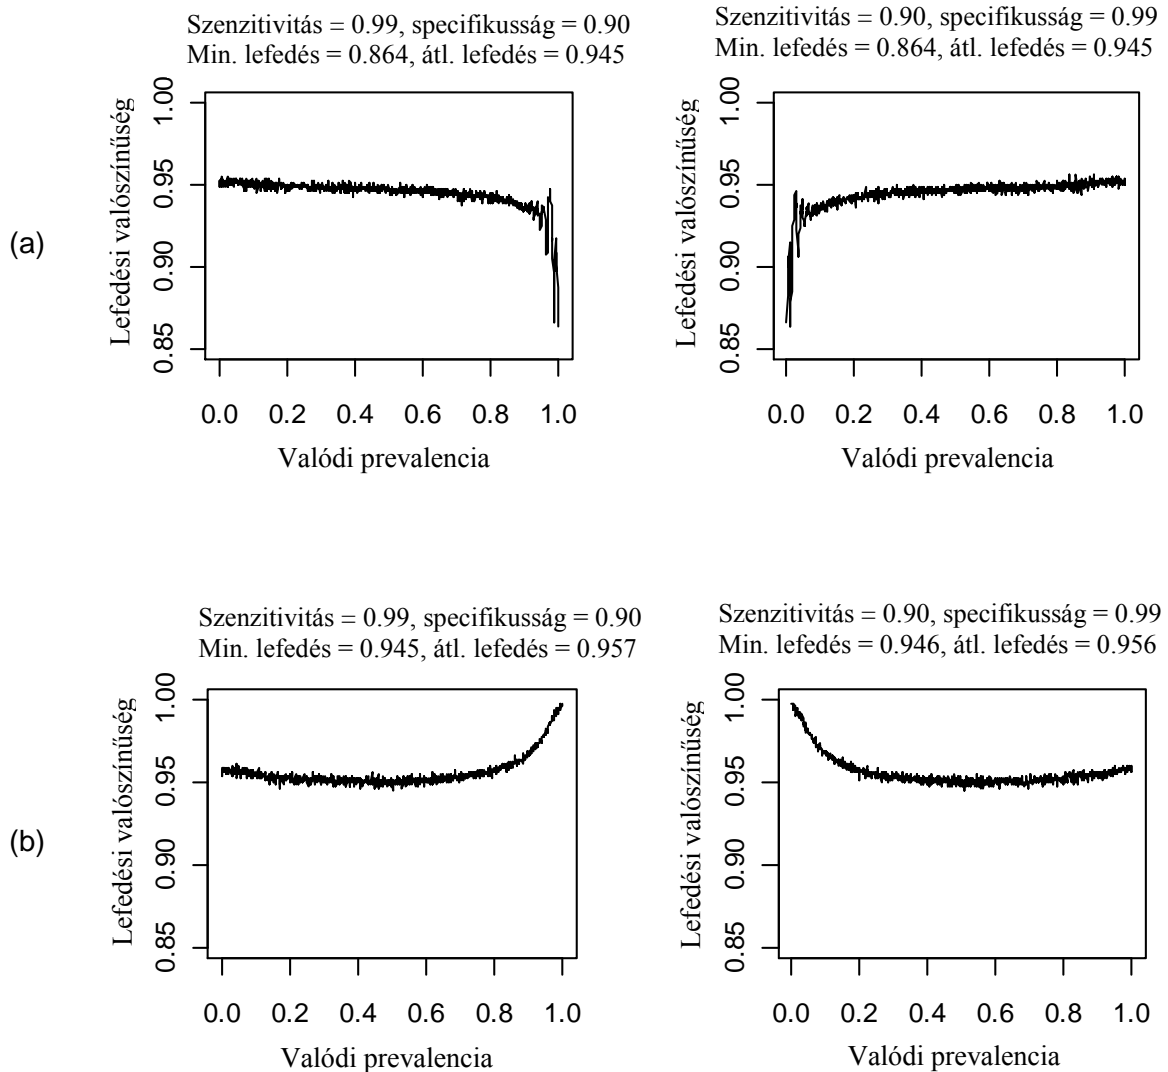 Szenzitivitás = 0.99, specifikusság = 0.90
Min. lefedés = 0.864, átl. lefedés = 0.945
Szenzitivitás = 0.90, specifikusság = 0.99
Min. lefedés = 0.864, átl. lefedés = 0.945
(a)
Lefedési valószínűség
1.00
0.95
0.90
0.85
0.0 0.2 0.4 0.6 0.8 1.0
Valódi prevalencia
Lefedési valószínűség
1.00
0.95
0.90
0.85
0.0 0.2 0.4 0.6 0.8 1.0
Valódi prevalencia
Szenzitivitás = 0.99, specifikusság = 0.90
Min. lefedés = 0.945, átl. lefedés = 0.957
Szenzitivitás = 0.90, specifikusság = 0.99
Min. lefedés = 0.946, átl. lefedés = 0.956
(b)
Lefedési valószínűség
1.00
0.95
0.90
0.85
0.0 0.2 0.4 0.6 0.8 1.0
Valódi prevalencia
Lefedési valószínűség
1.00
0.95
0.90
0.85
0.0 0.2 0.4 0.6 0.8 1.0
Valódi prevalencia